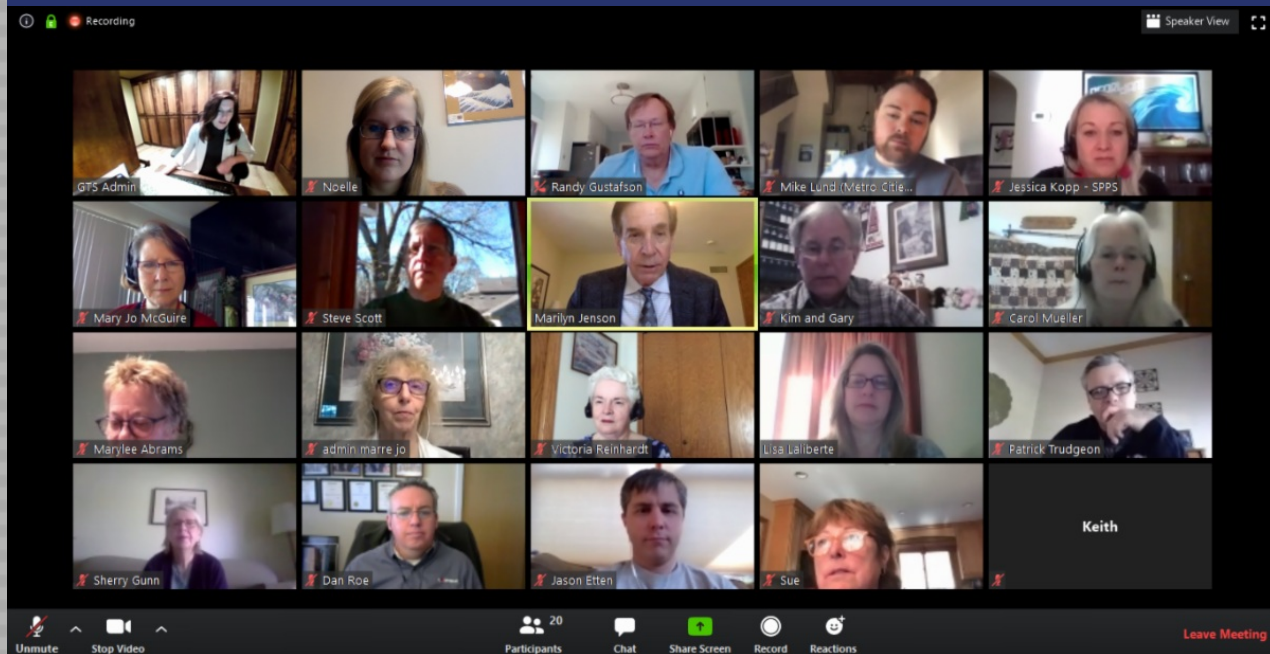 Recording
Speaker View
GTS Admin
Noelle
Randy Gustafson
Mike Lund (Metro Citie...
Jessica Kopp - SPPS
Mary Jo McGuire
Steve Scott
Marilyn Jenson
Kim and Gary
Carol Mueller
Marylee Abrams
admin marre jo
Victoria Reinhardt
Lisa Laliberte
Patrick Trudgeon
Sherry Gunn
Dan Roe
Jason Etten
Sue
Keith
Unmute
Stop Video
Participants
20
Chat
Share Screen
Record
Reactions
Leave Meeting